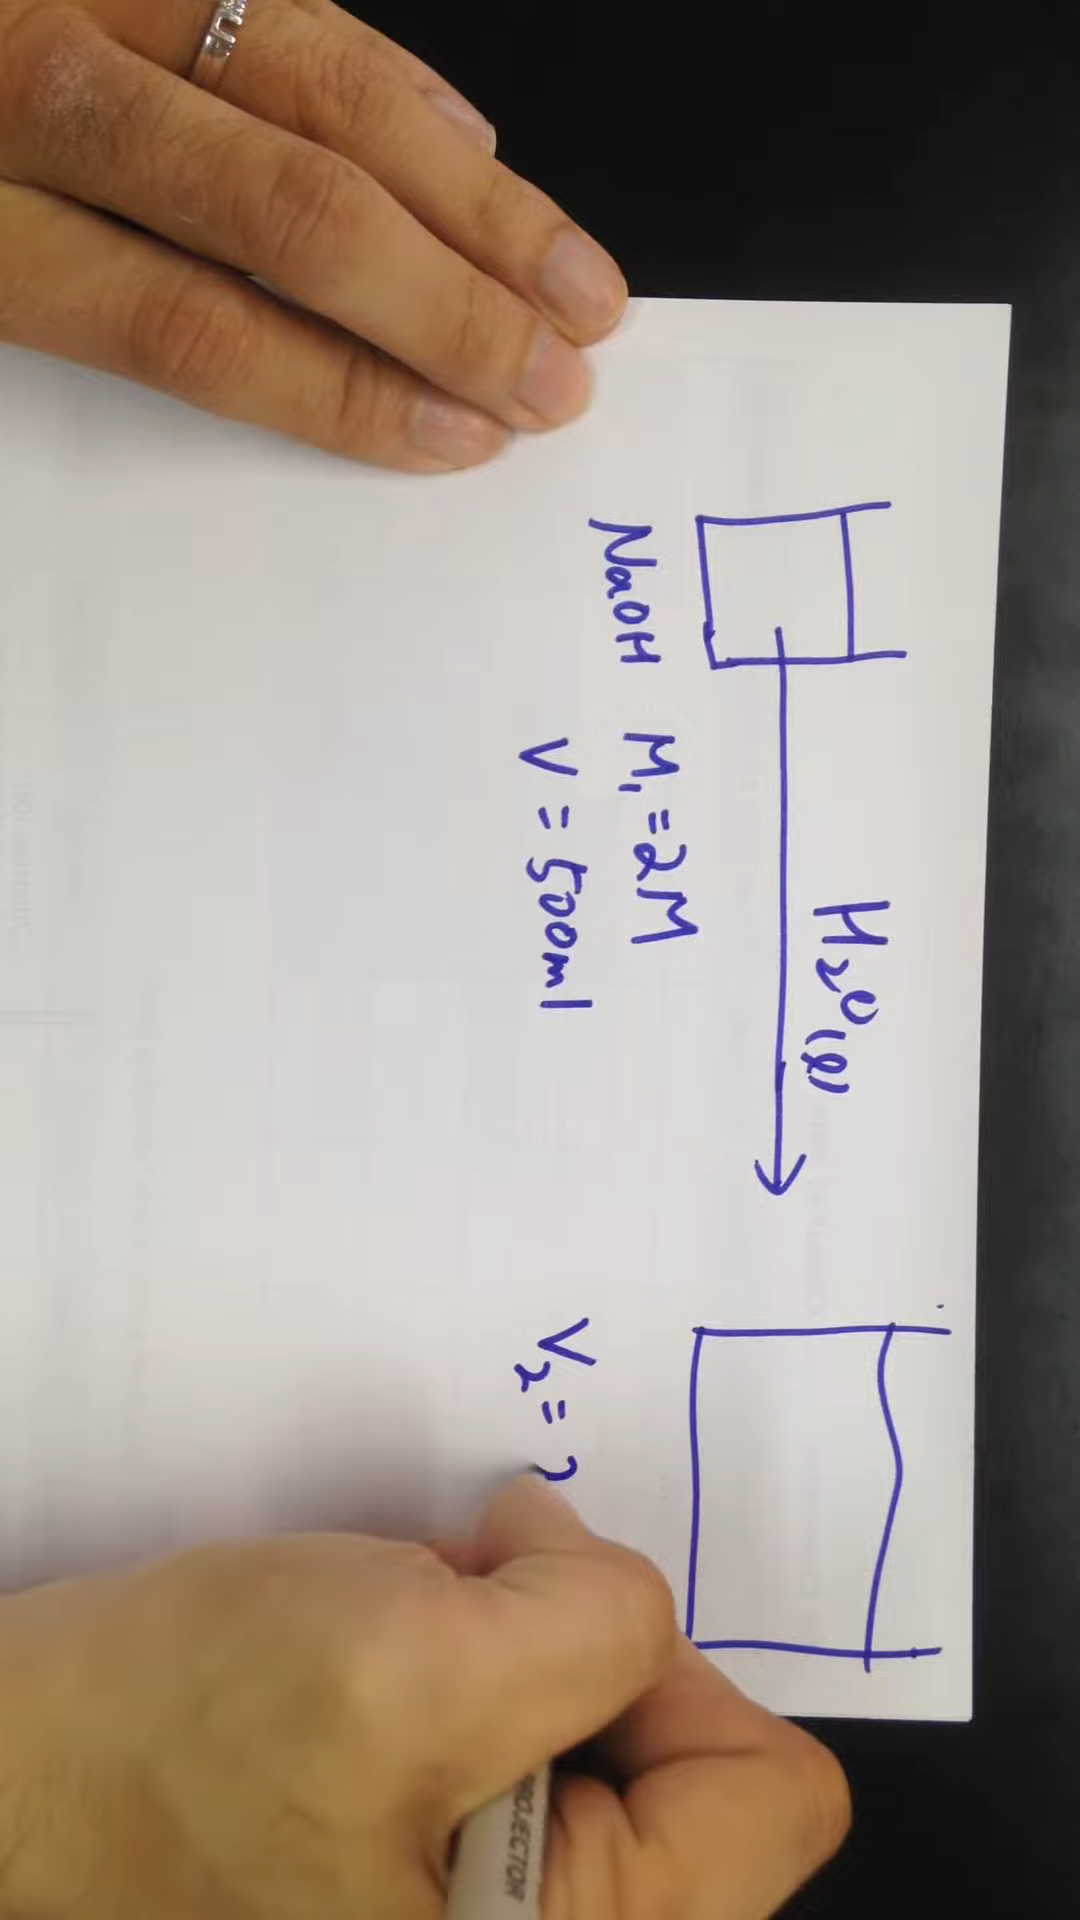 H₂O(l)
NaOH M₁ = 2M
V = 500ml
V₂ = ?
PROJECTOR